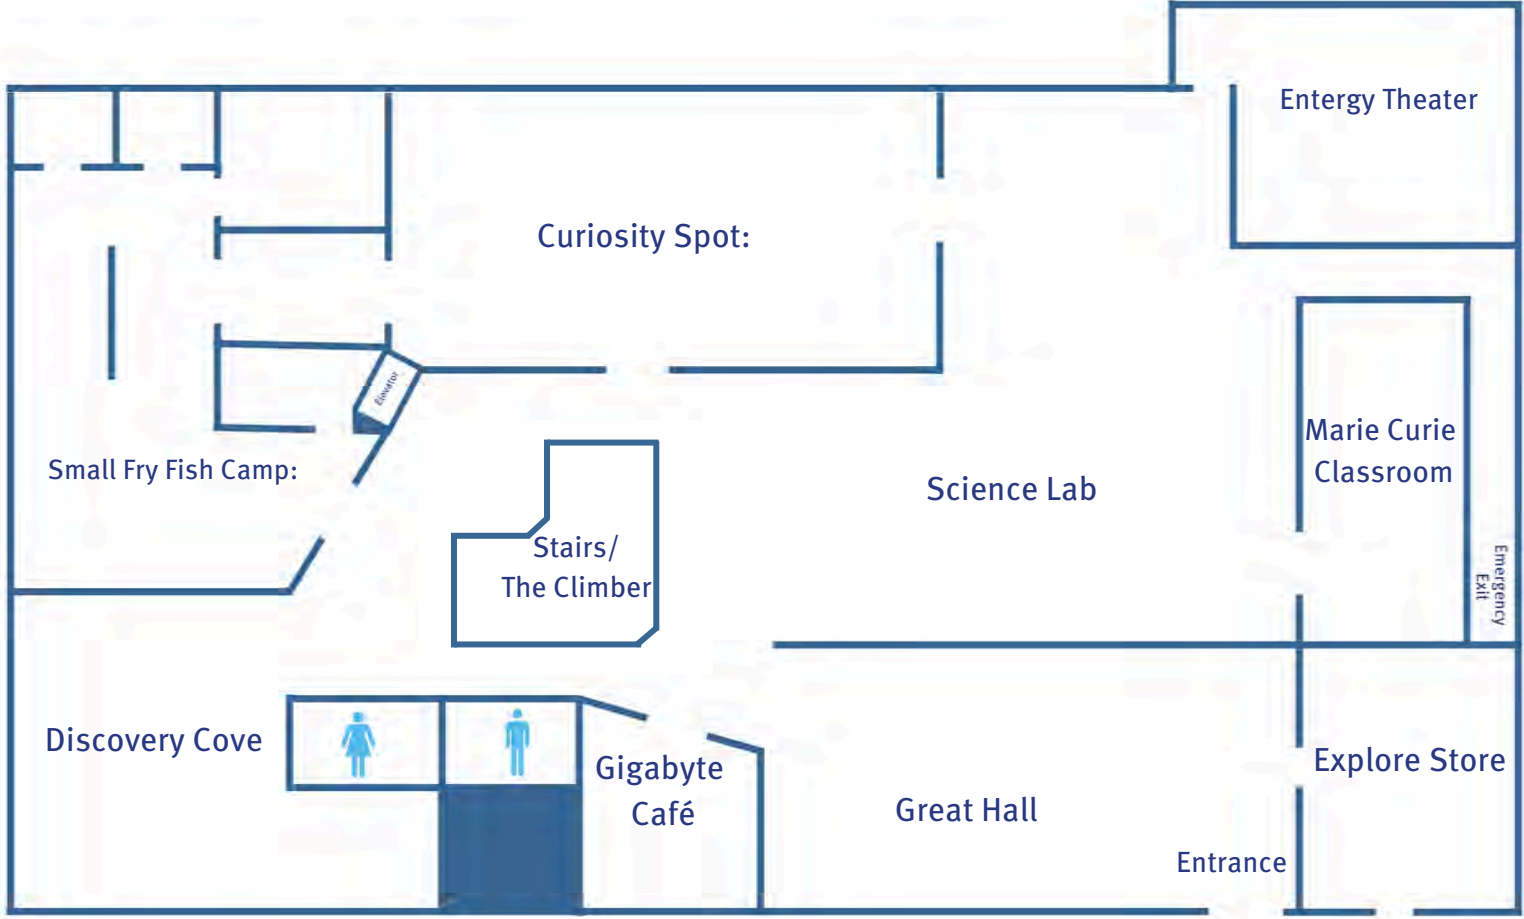 Entergy Theater
Curiosity Spot:
Elevator
Marie Curie
Classroom
Small Fry Fish Camp:
Science Lab
Stairs/
The Climber
Emergency
Exit
Discovery Cove
Gigabyte
Café
Great Hall
Explore Store
Entrance